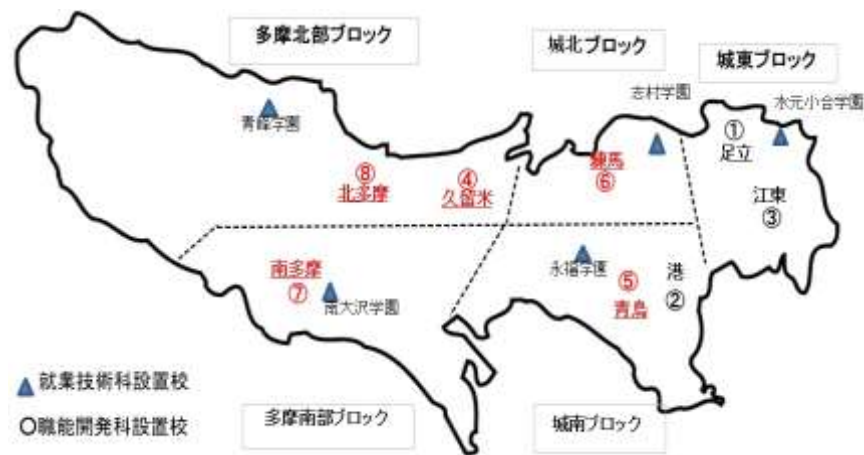 多摩北部ブロック
城北ブロック
城東ブロック
志村学園
水元小合学園
青峰学園
①
足立
⑧
北多摩
④
久留米
練馬
⑥
江東
③
南多摩
⑦
南大沢学園
永福学園
⑤
青鳥
港
②
▲就業技術科設置校
○職能開発科設置校
多摩南部ブロック
城南ブロック